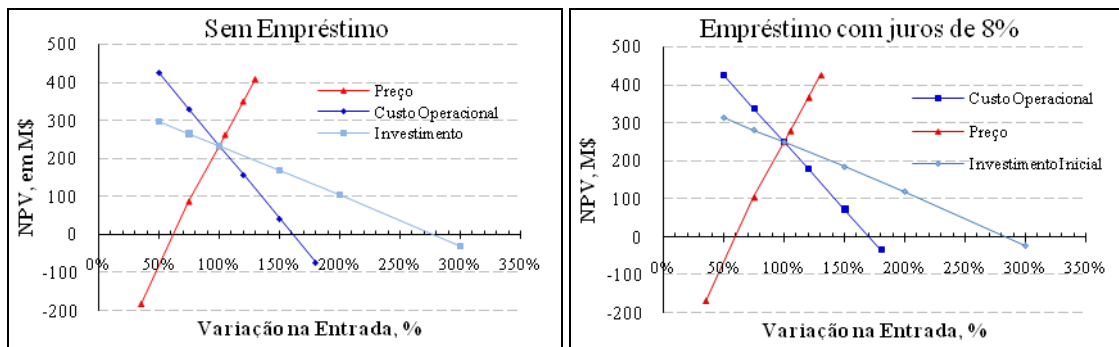 Sem Empréstimo
NPV, em M$
500
400
300
200
100
0
-100
-200
0%
50%
100%
150%
200%
250%
300%
350%
Preço
Custo Operacional
Investimento
Variação na Entrada, %
Empréstimo com juros de 8%
NPV, M$
500
400
300
200
100
0
-100
-200
0%
50%
100%
150%
200%
250%
300%
350%
Custo Operacional
Preço
Investimento Inicial
Variação na Entrada, %